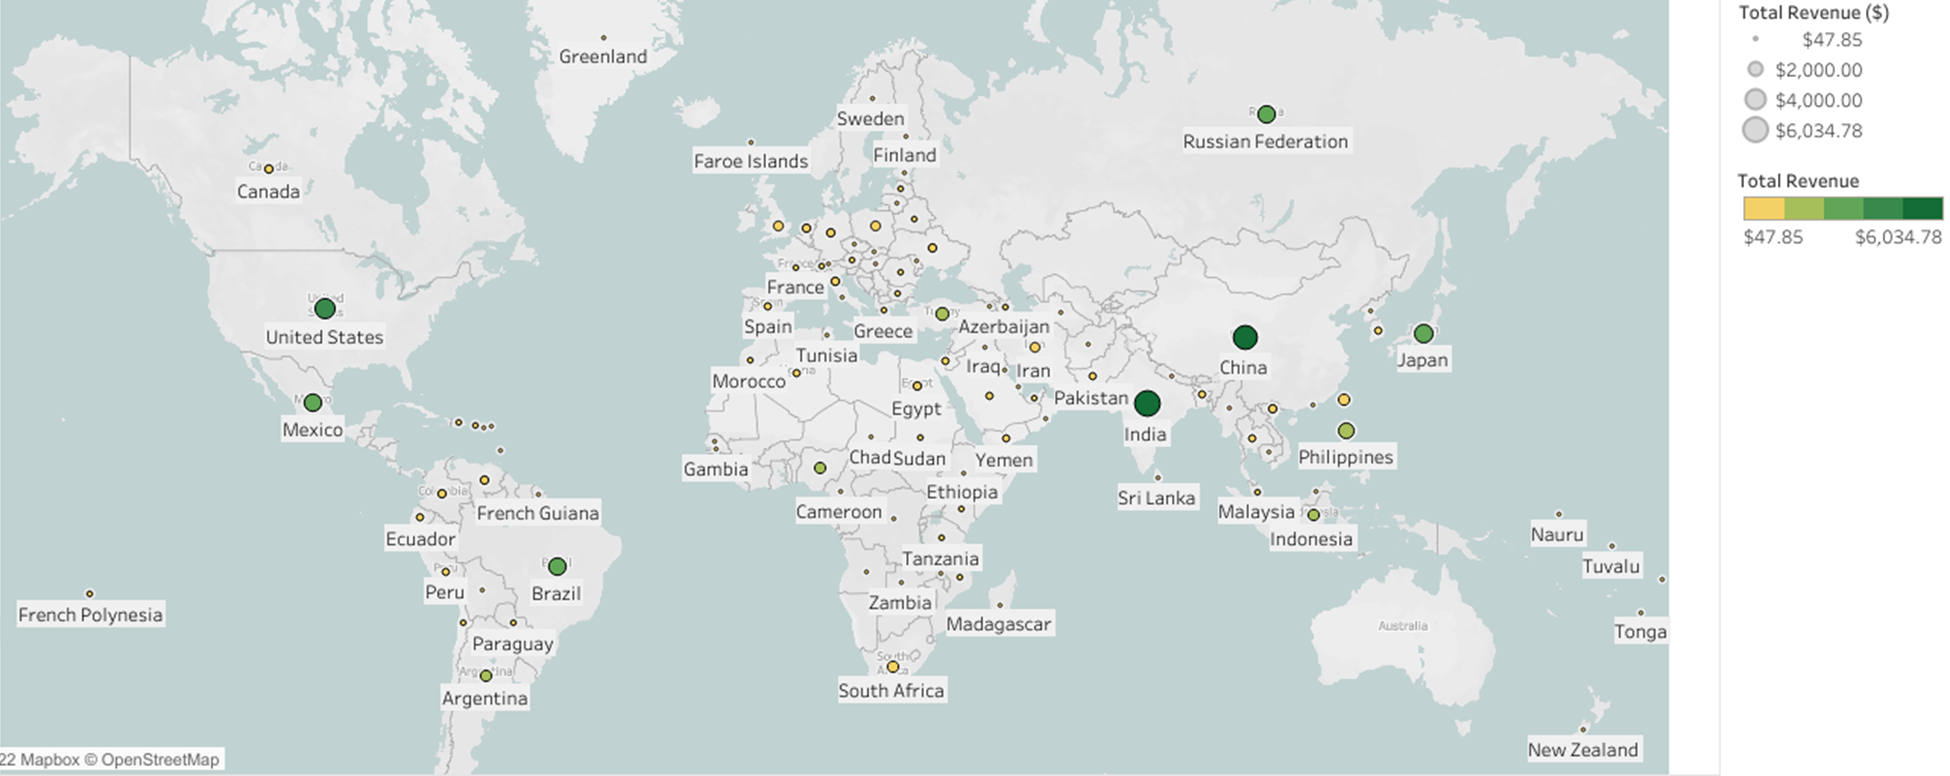 Greenland
Sweden
Finland
Faroe Islands
Russian Federation
Canada
France
Spain
Greece
Azerbaijan
United States
Tunisia
Morocco
Iraq
Iran
China
Japan
Pakistan
Egypt
Mexico
India
Gambia
Chad
Sudan
Yemen
Philippines
Ethiopia
Sri Lanka
Cameroon
French Guiana
Malaysia
Ecuador
Indonesia
Nauru
Tanzania
Tuvalu
Peru
Brazil
Zambia
French Polynesia
Madagascar
Australia
Tonga
Paraguay
South Africa
Argentina
New Zealand
22 Mapbox © OpenStreetMap
Total Revenue ($)
$47.85
$2,000.00
$4,000.00
$6,034.78
Total Revenue
$47.85 $6,034.78